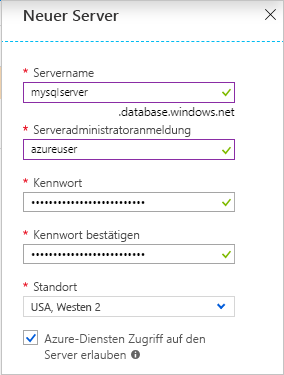 Neuer Server
* Servername
mysqlserver
.database.windows.net
* Serveradministratoranmeldung
azureuser
* Kennwort
••••••••••••••••••••••••••
* Kennwort bestätigen
••••••••••••••••••••••••••
* Standort
USA, Westen 2
Azure-Diensten Zugriff auf den
Server erlauben